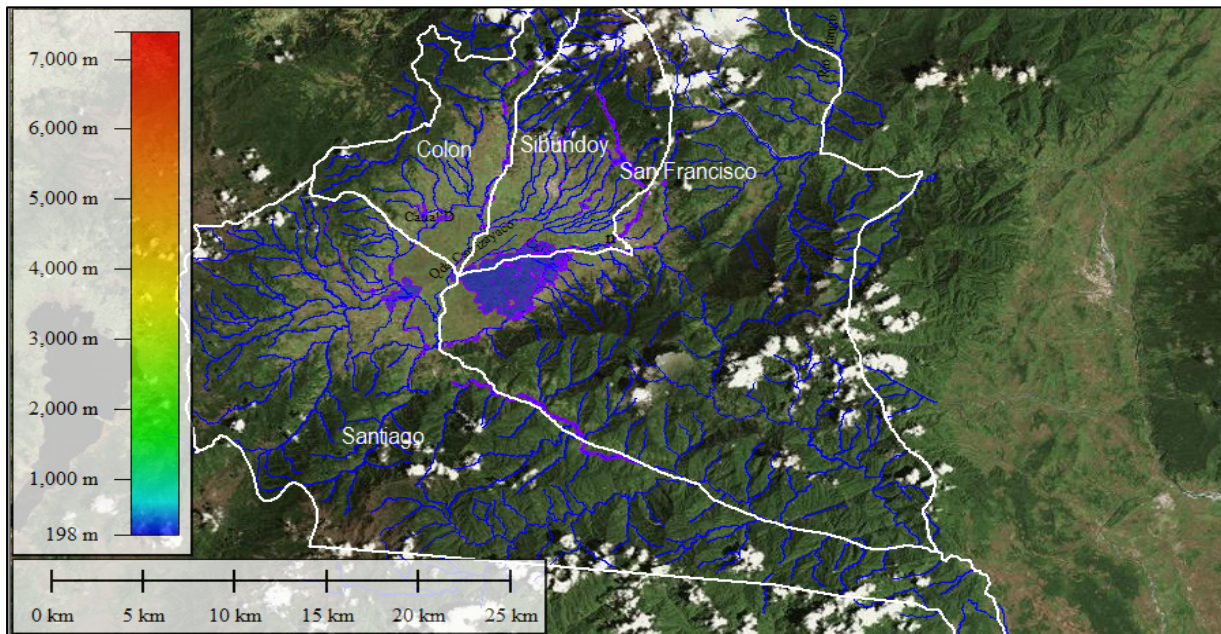 7,000 m
6,000 m
5,000 m
4,000 m
3,000 m
2,000 m
1,000 m
198 m
Colon
Sibundoy
San Francisco
Canal D
Santiago
0 km 5 km 10 km 15 km 20 km 25 km